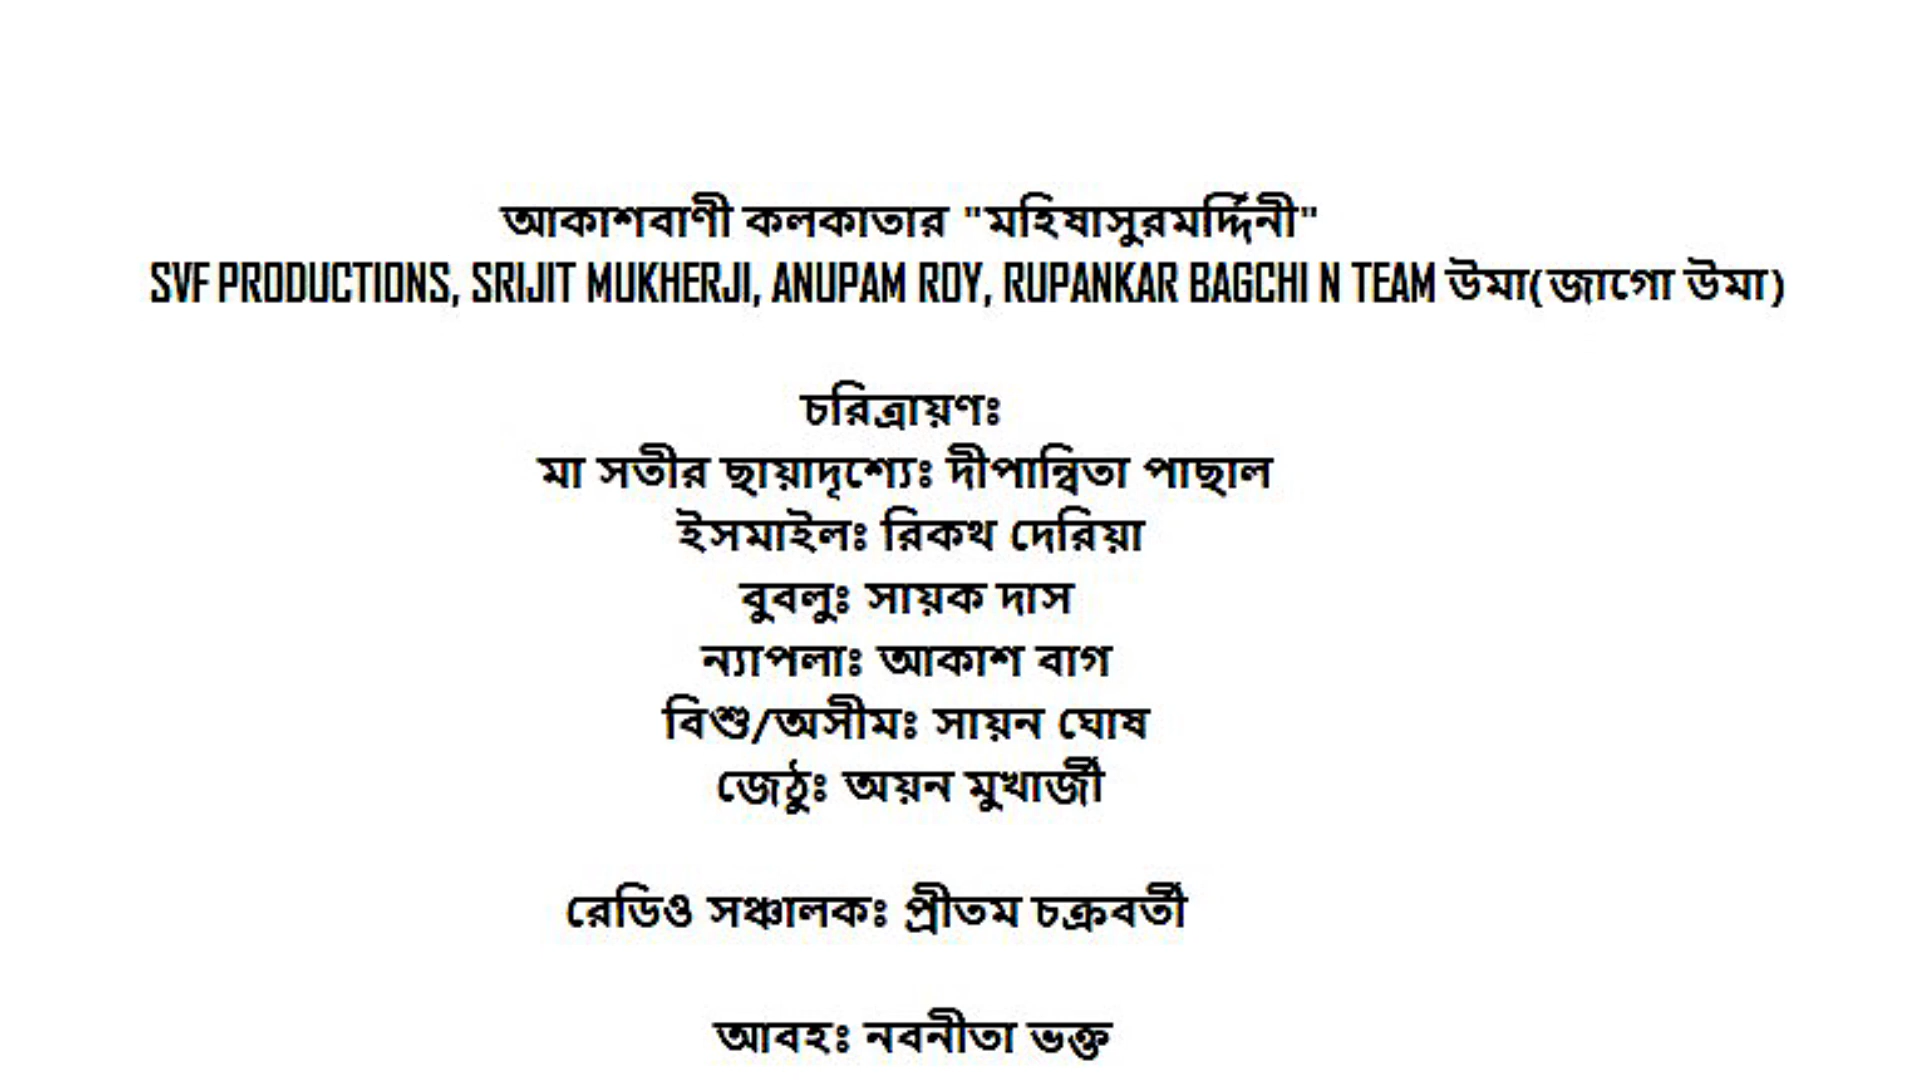 আকাশবাণী কলকাতার "মহিষাসুরমর্দ্দিনী"
SVF PRODUCTIONS, SRIJIT MUKHERJI, ANUPAM ROY, RUPANKAR BAGCHI N TEAM উমা(জাগো উমা)
চরিত্রায়ণঃ
মা সতীর ছায়াদৃশ্যেঃ দীপান্বিতা পাছাল
ইসমাইলঃ রিকথ দেরিয়া
বুবলুঃ সায়ক দাস
ন্যাপলাঃ আকাশ বাগ
বিশু/অসীমঃ সায়ন ঘোষ
জেঠুঃ অয়ন মুখার্জী
রেডিও সঞ্চালকঃ প্রীতম চক্রবর্তী
আবহঃ নবনীতা ভক্ত